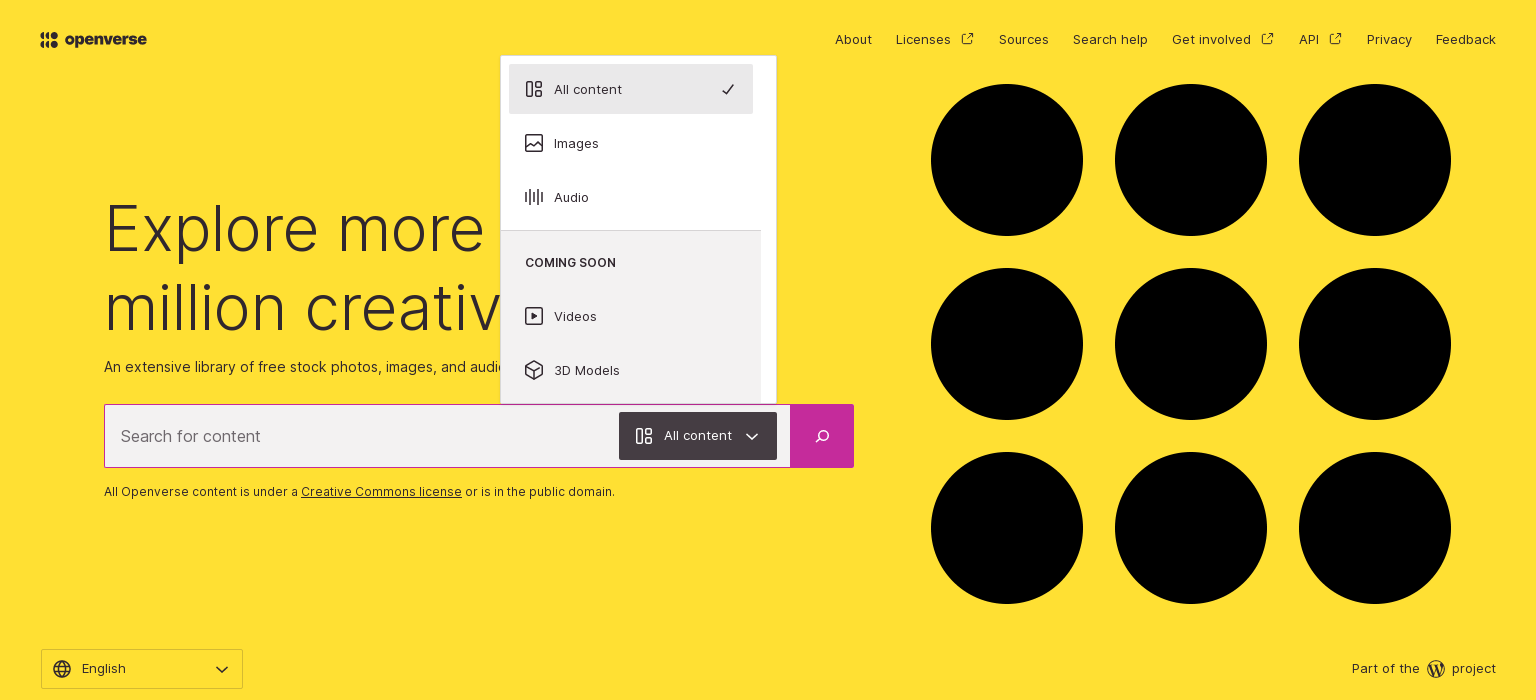 openverse
About Licenses Sources Search help Get involved API Privacy Feedback
All content
Images
Audio
Explore more
million creativ
COMING SOON
Videos
3D Models
An extensive library of free stock photos, images, and audio
Search for content
All content
All Openverse content is under a Creative Commons license or is in the public domain.
English
Part of the project